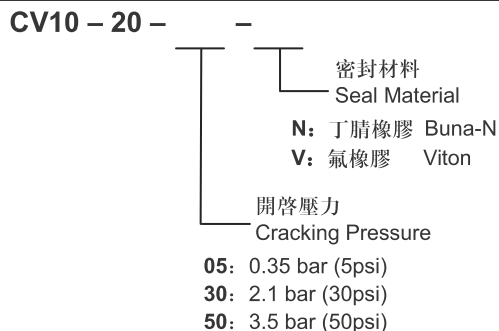 CV10 – 20 –    –
密封材料
Seal Material
N：丁腈橡膠 Buna-N
V：氟橡膠 Viton
開啓壓力
Cracking Pressure
05：0.35 bar (5psi)
30：2.1 bar (30psi)
50：3.5 bar (50psi)